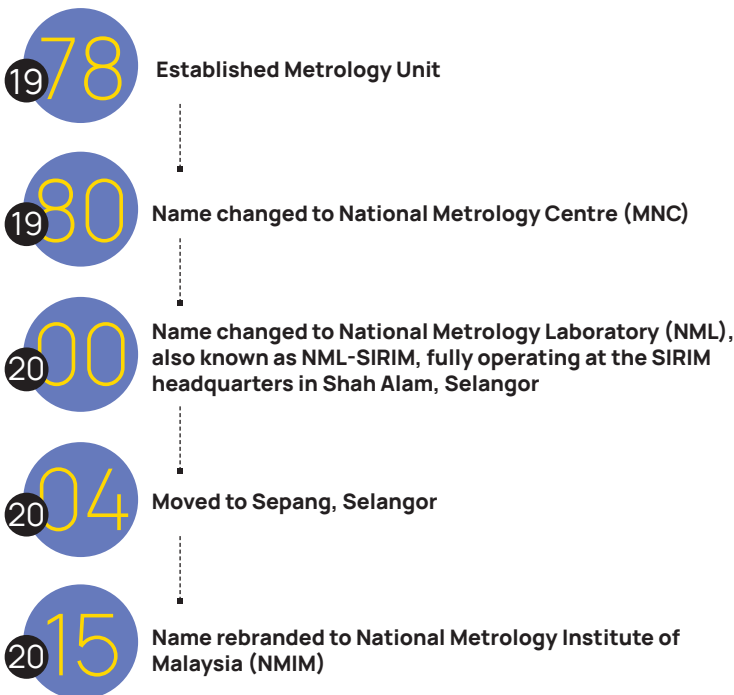 1978
Established Metrology Unit
1980
Name changed to National Metrology Centre (MNC)
2000
Name changed to National Metrology Laboratory (NML),
also known as NML-SIRIM, fully operating at the SIRIM
headquarters in Shah Alam, Selangor
2004
Moved to Sepang, Selangor
2015
Name rebranded to National Metrology Institute of
Malaysia (NMIM)